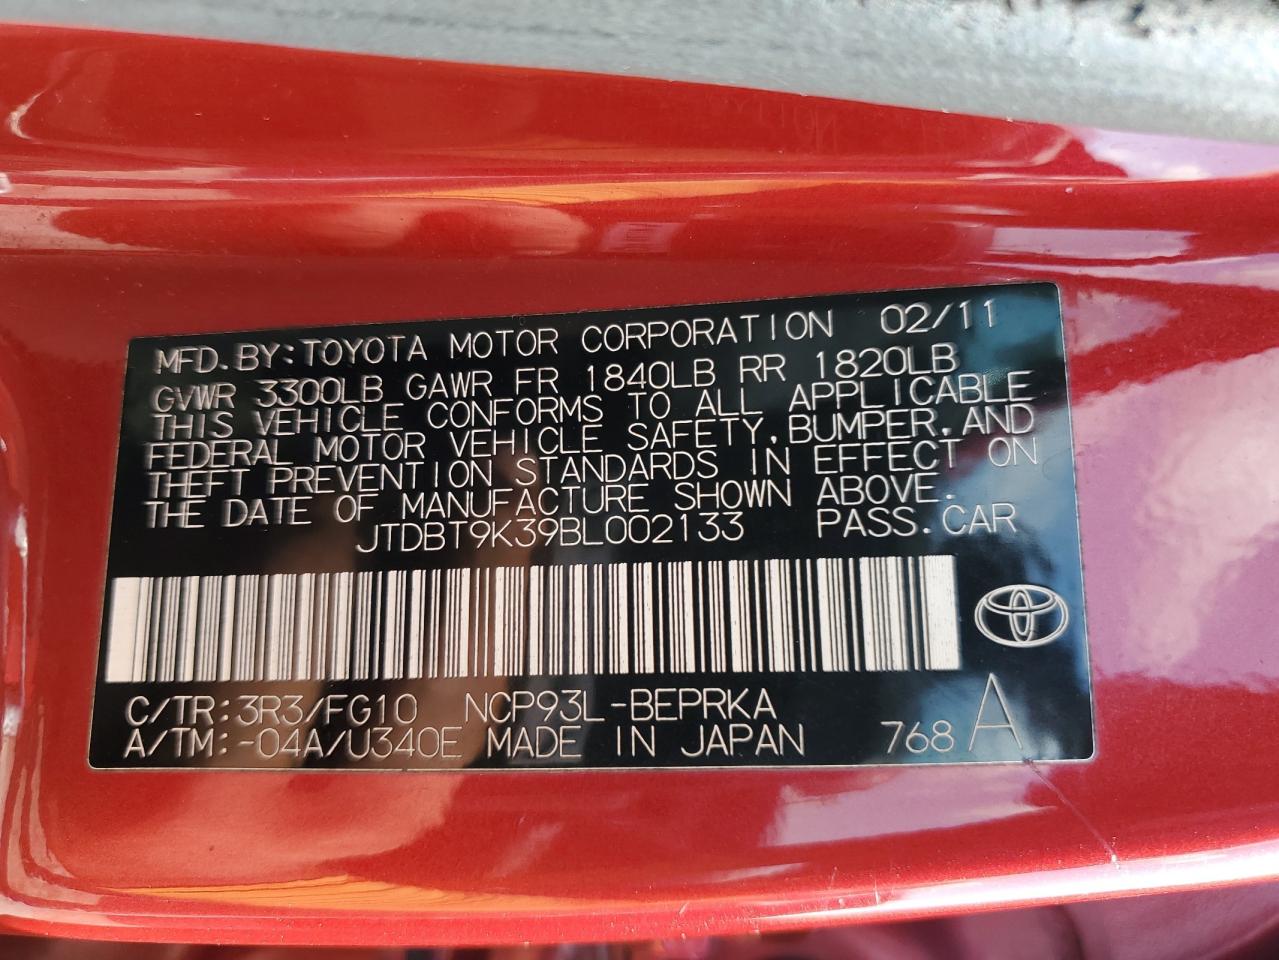 MFD.BY:TOYOTA MOTOR CORPORATION 02/11
GVWR 3300LB GAWR FR 1840LB RR 1820LB
THIS VEHICLE CONFORMS TO ALL APPLICABLE
FEDERAL MOTOR VEHICLE SAFETY,BUMPER,AND
THEFT PREVENTION STANDARDS IN EFFECT ON
THE DATE OF MANUFACTURE SHOWN ABOVE.
JTDBT9K39BL002133 PASS.CAR
C/TR:3R3/FG10 NCP93L-BEPRKA
A/TM:-04A/U340E MADE IN JAPAN 768 A